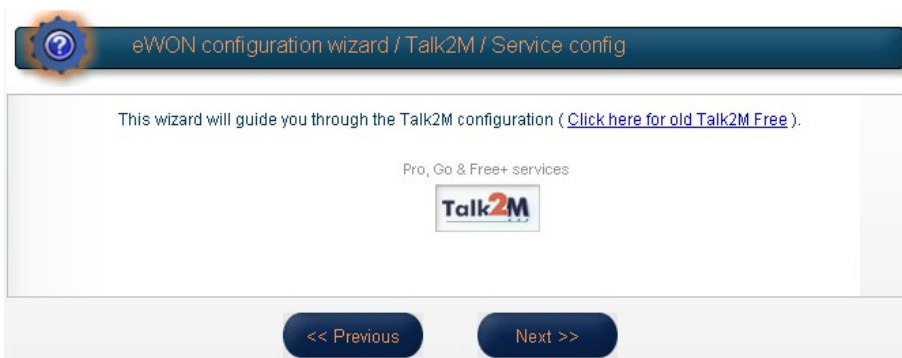 eWON configuration wizard / Talk2M / Service config
This wizard will guide you through the Talk2M configuration ( Click here for old Talk2M Free ).
Pro, Go & Free+ services
Talk2M
<< Previous
Next >>